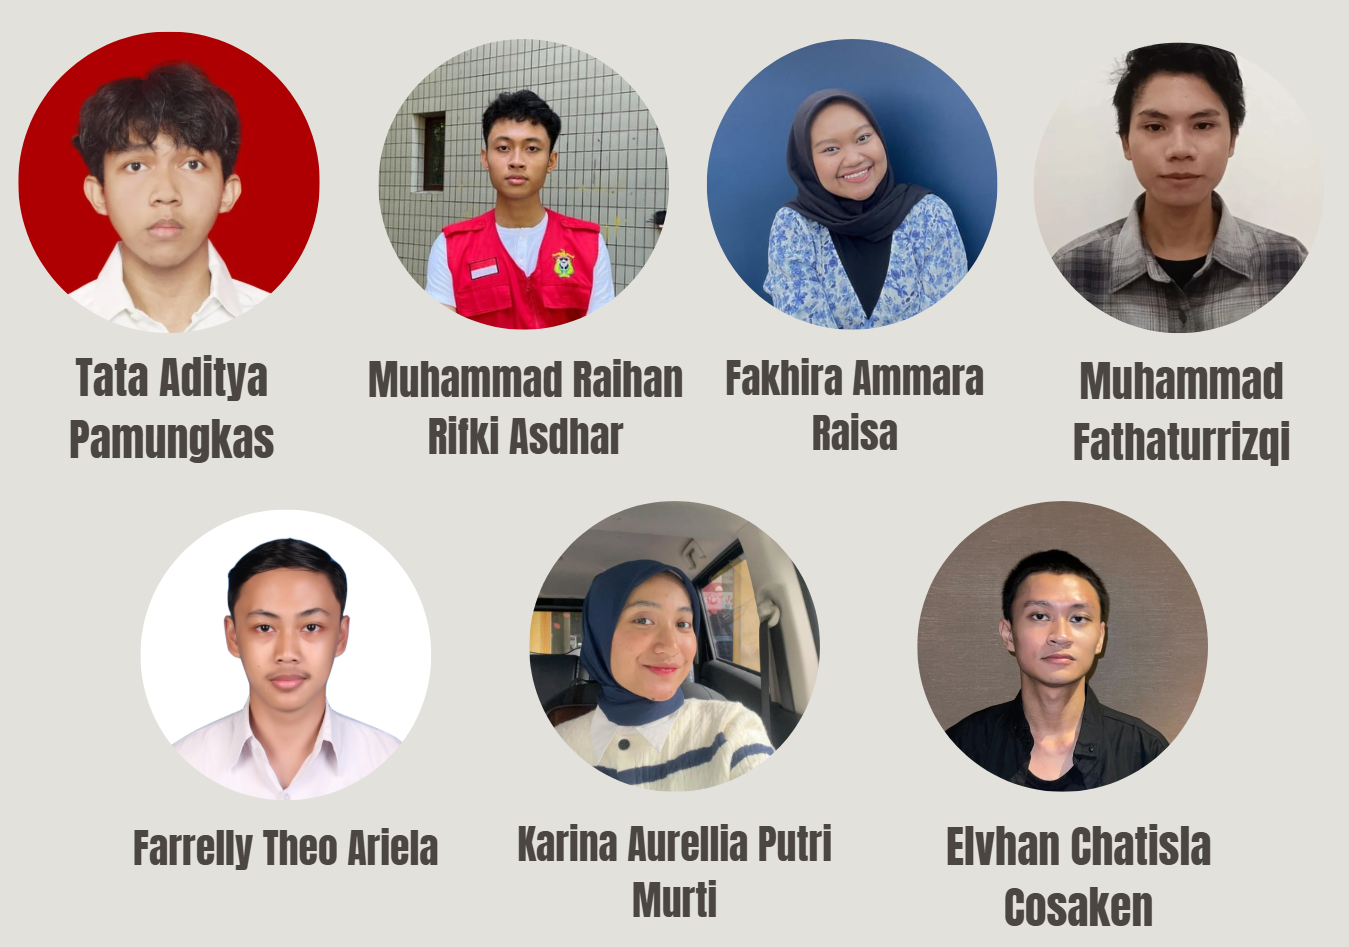 Tata Aditya
Pamungkas
Muhammad Raihan
Rifki Asdhar
Fakhira Ammara
Raisa
Muhammad
Fathaturrizqi
Farrelly Theo Ariela
Karina Aurellia Putri
Murti
Elvhan Chatisla
Cosaken